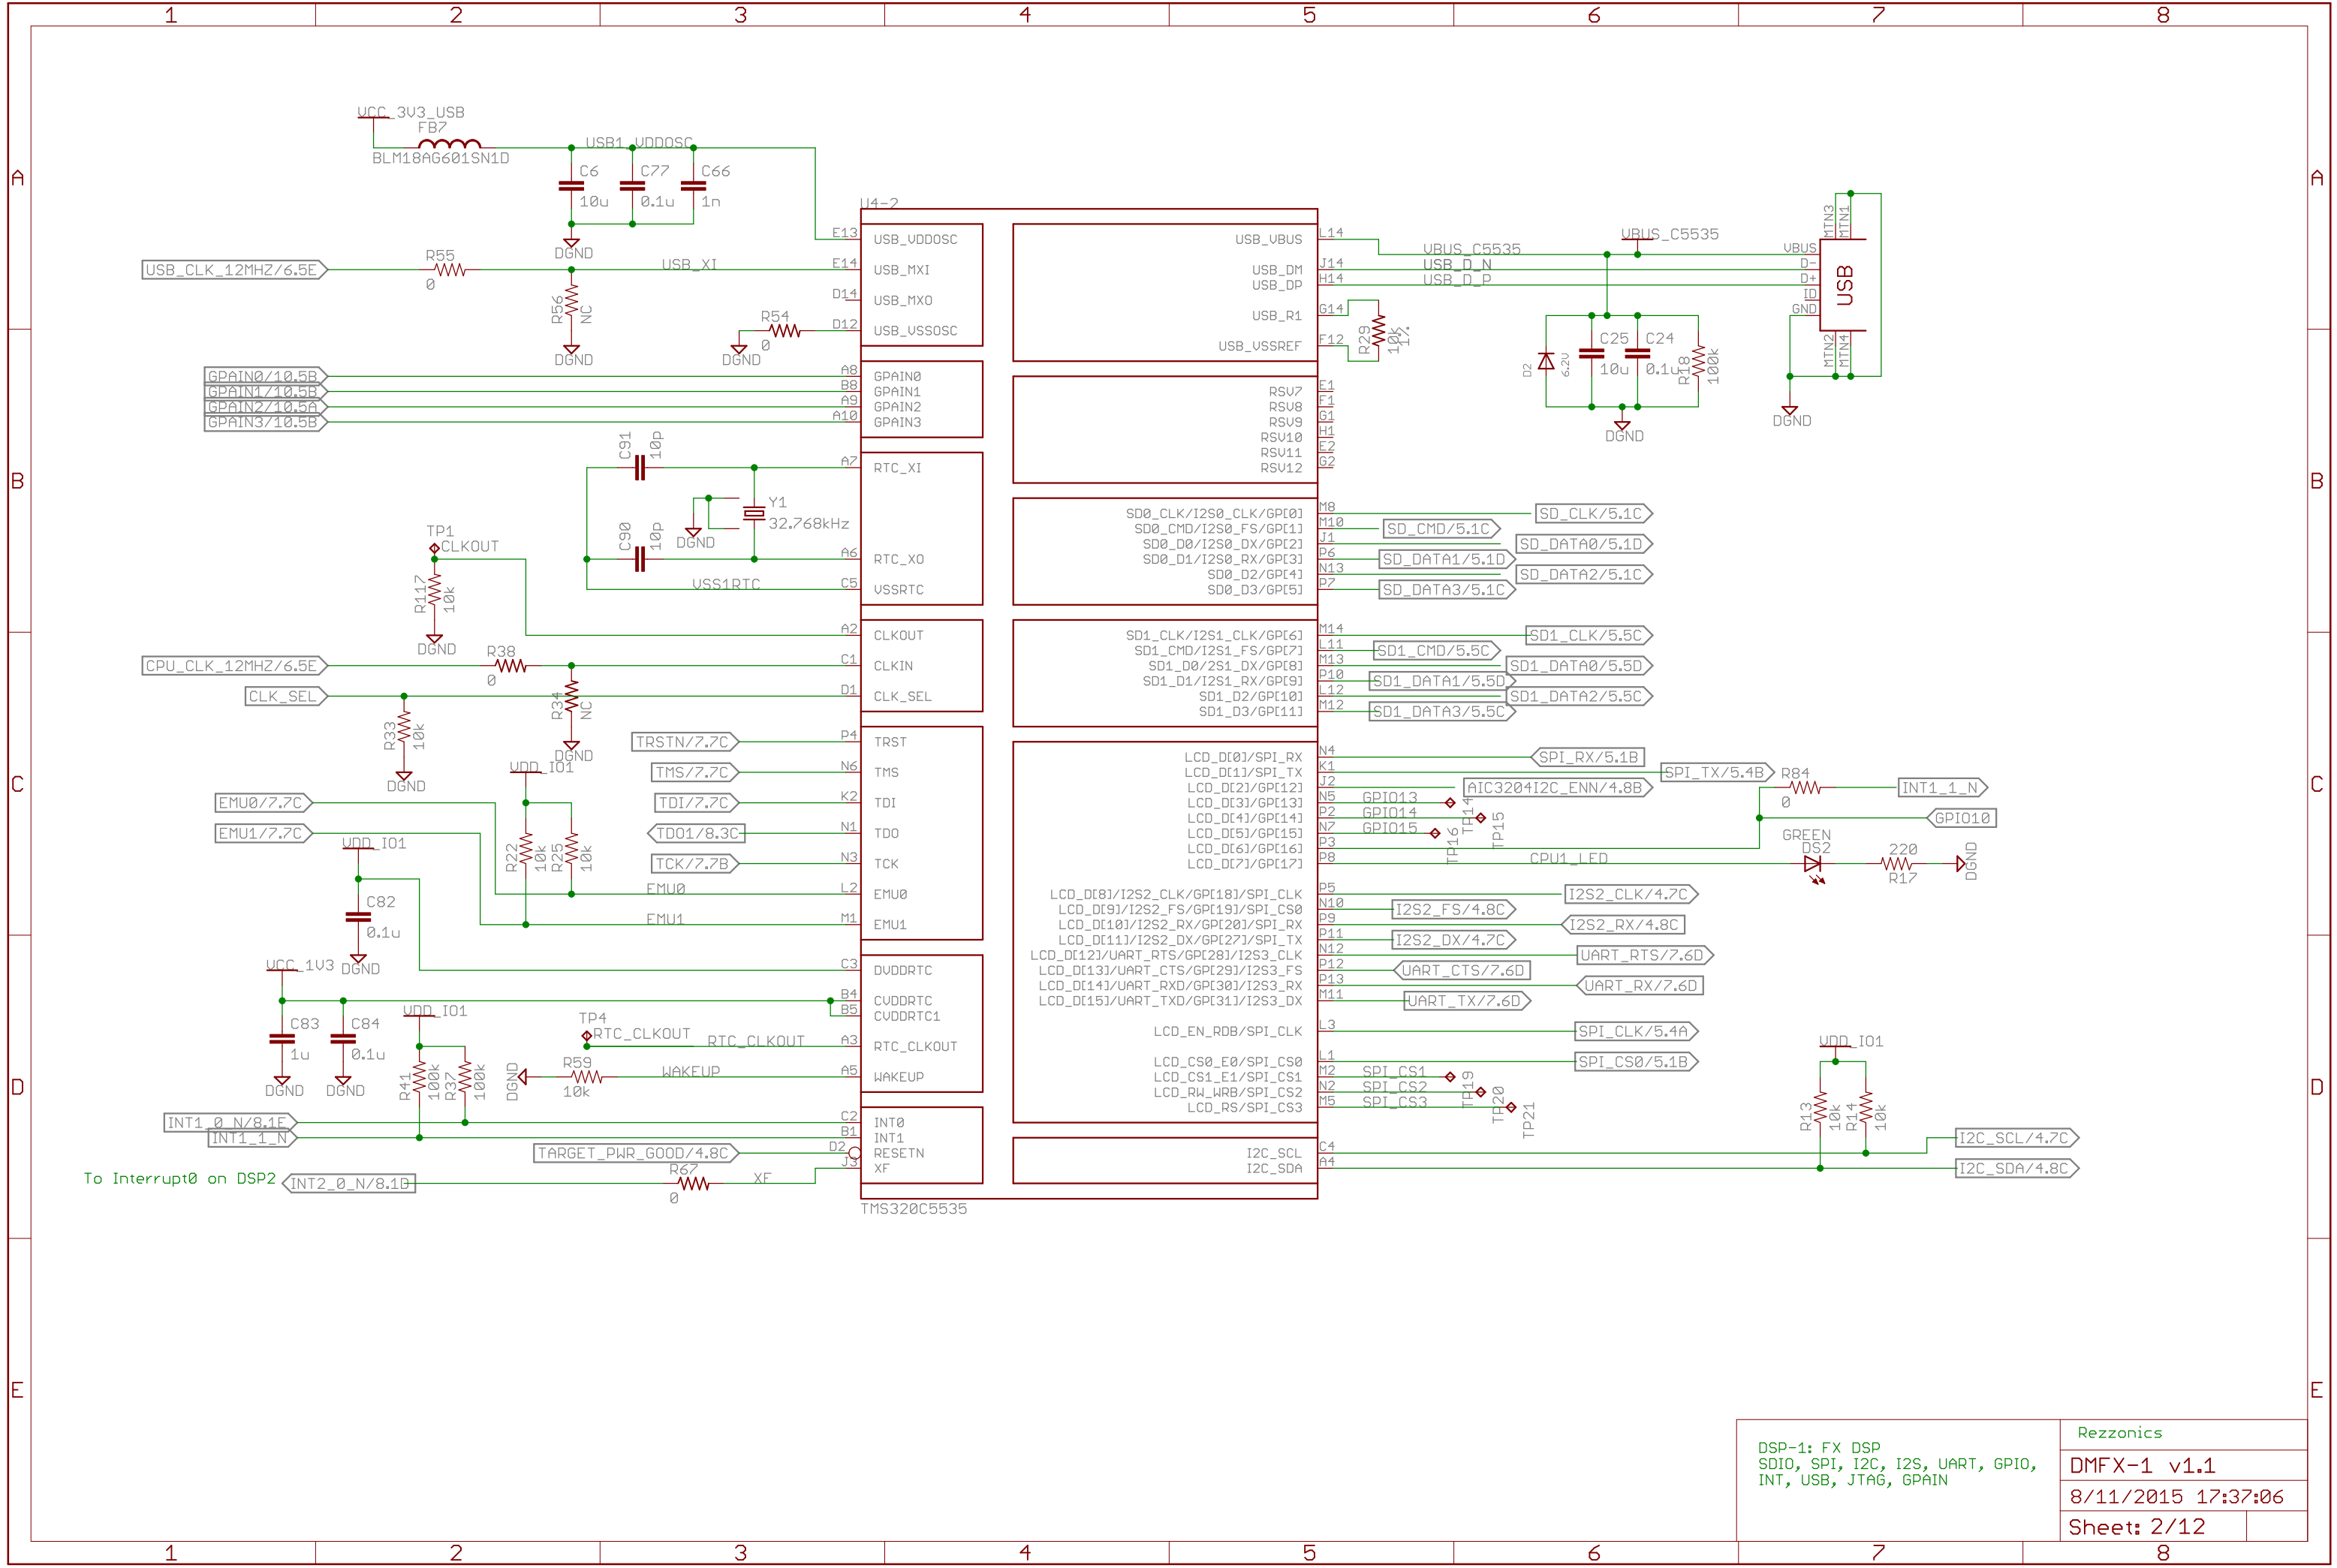 1 2 3 4 5 6 7 8
A
B
C
D
E
VCC_3V3_USB
FB7
BLM18AG601SN1D
USB1_VDDOSC
C6
10u
C77
0.1u
C66
1n
DGND
USB_CLK_12MHZ/6.5E
R55
0
USB_XI
R56
NC
DGND
R54
0
DGND
GPAIN0/10.5B
GPAIN1/10.5B
GPAIN2/10.5A
GPAIN3/10.5B
C91
10p
C90
10p
Y1
32.768kHz
DGND
VSS1RTC
TP1
CLKOUT
R117
10k
DGND
CPU_CLK_12MHZ/6.5E
R38
0
CLK_SEL
R33
10k
DGND
R34
NC
DGND
TRSTN/7.7C
TMS/7.7C
TDI/7.7C
TDO1/8.3C
TCK/7.7B
VDD_IO1
EMU0/7.7C
EMU1/7.7C
R22
10k
R25
10k
EMU0
EMU1
VDD_IO1
C82
0.1u
DGND
VCC_1V3
C83
1u
DGND
C84
0.1u
DGND
VDD_IO1
R41
100k
R37
100k
TP4
RTC_CLKOUT
RTC_CLKOUT
DGND
R59
10k
WAKEUP
INT1_0_N/8.1E
INT1_1_N
TARGET_PWR_GOOD/4.8C
To Interrupt0 on DSP2
INT2_0_N/8.1D
R67
0
XF
U4-2
E13 USB_VDDOSC
E14 USB_MXI
D14 USB_MXO
D12 USB_VSSOSC
A8 GPAIN0
B8 GPAIN1
A9 GPAIN2
A10 GPAIN3
A7 RTC_XI
A6 RTC_XO
C5 VSSRTC
A2 CLKOUT
C1 CLKIN
D1 CLK_SEL
P4 TRST
N6 TMS
K2 TDI
N1 TDO
N3 TCK
L2 EMU0
M1 EMU1
C3 DVDDRTC
B4 CVDDRTC
B5 CVDDRTC1
A3 RTC_CLKOUT
A5 WAKEUP
C2 INT0
B1 INT1
D2 RESETN
J3 XF
TMS320C5535
USB_VBUS L14
USB_DM J14
USB_DP H14
USB_R1 G14
USB_VSSREF F12
RSV7 E1
RSV8 F1
RSV9 G1
RSV10 H1
RSV11 E2
RSV12 G2
SD0_CLK/I2S0_CLK/GP[0] M8 SD_CLK/5.1C
SD0_CMD/I2S0_FS/GP[1] M10 SD_CMD/5.1C
SD0_D0/I2S0_DX/GP[2] J1 SD_DATA0/5.1D
SD0_D1/I2S0_RX/GP[3] P6 SD_DATA1/5.1D
SD0_D2/GP[4] N13 SD_DATA2/5.1C
SD0_D3/GP[5] P7 SD_DATA3/5.1C
SD1_CLK/I2S1_CLK/GP[6] M14 SD1_CLK/5.5C
SD1_CMD/I2S1_FS/GP[7] L11 SD1_CMD/5.5C
SD1_D0/2S1_DX/GP[8] M13 SD1_DATA0/5.5D
SD1_D1/I2S1_RX/GP[9] P10 SD1_DATA1/5.5D
SD1_D2/GP[10] L12 SD1_DATA2/5.5C
SD1_D3/GP[11] M12 SD1_DATA3/5.5C
LCD_D[0]/SPI_RX N4 SPI_RX/5.1B
LCD_D[1]/SPI_TX K1 SPI_TX/5.4B
LCD_D[2]/GP[12] J2 AIC3204I2C_ENN/4.8B
LCD_D[3]/GP[13] N5 GPIO13 TP14
LCD_D[4]/GP[14] P2 GPIO14 TP15
LCD_D[5]/GP[15] N7 GPIO15 TP16
LCD_D[6]/GP[16] P3
LCD_D[7]/GP[17] P8 CPU1_LED
LCD_D[8]/I2S2_CLK/GP[18]/SPI_CLK P5 I2S2_CLK/4.7C
LCD_D[9]/I2S2_FS/GP[19]/SPI_CS0 N10 I2S2_FS/4.8C
LCD_D[10]/I2S2_RX/GP[20]/SPI_RX P9 I2S2_RX/4.8C
LCD_D[11]/I2S2_DX/GP[27]/SPI_TX P11 I2S2_DX/4.7C
LCD_D[12]/UART_RTS/GP[28]/I2S3_CLK N12 UART_RTS/7.6D
LCD_D[13]/UART_CTS/GP[29]/I2S3_FS P12 UART_CTS/7.6D
LCD_D[14]/UART_RXD/GP[30]/I2S3_RX P13 UART_RX/7.6D
LCD_D[15]/UART_TXD/GP[31]/I2S3_DX M11 UART_TX/7.6D
LCD_EN_RDB/SPI_CLK L3 SPI_CLK/5.4A
LCD_CS0_E0/SPI_CS0 L1 SPI_CS0/5.1B
LCD_CS1_E1/SPI_CS1 M2 SPI_CS1 TP19
LCD_RW_WRB/SPI_CS2 N2 SPI_CS2 TP20
LCD_RS/SPI_CS3 M5 SPI_CS3 TP21
I2C_SCL C4 I2C_SCL/4.7C
I2C_SDA A4 I2C_SDA/4.8C
VBUS_C5535
USB_D_N
USB_D_P
R29
10k
1%
VBUS_C5535
D2
6.2V
C25
10u
C24
0.1u
R18
100k
DGND
MTN3
MTN1
VBUS
D-
D+
ID
GND
USB
MTN2
MTN4
DGND
R84
0
INT1_1_N
GPIO10
GREEN
DS2
220
R17
DGND
VDD_IO1
R13
10k
R14
10k
DSP-1: FX DSP
SDIO, SPI, I2C, I2S, UART, GPIO,
INT, USB, JTAG, GPAIN
Rezzonics
DMFX-1 v1.1
8/11/2015 17:37:06
Sheet: 2/12
A
B
C
D
E
1 2 3 4 5 6 7 8